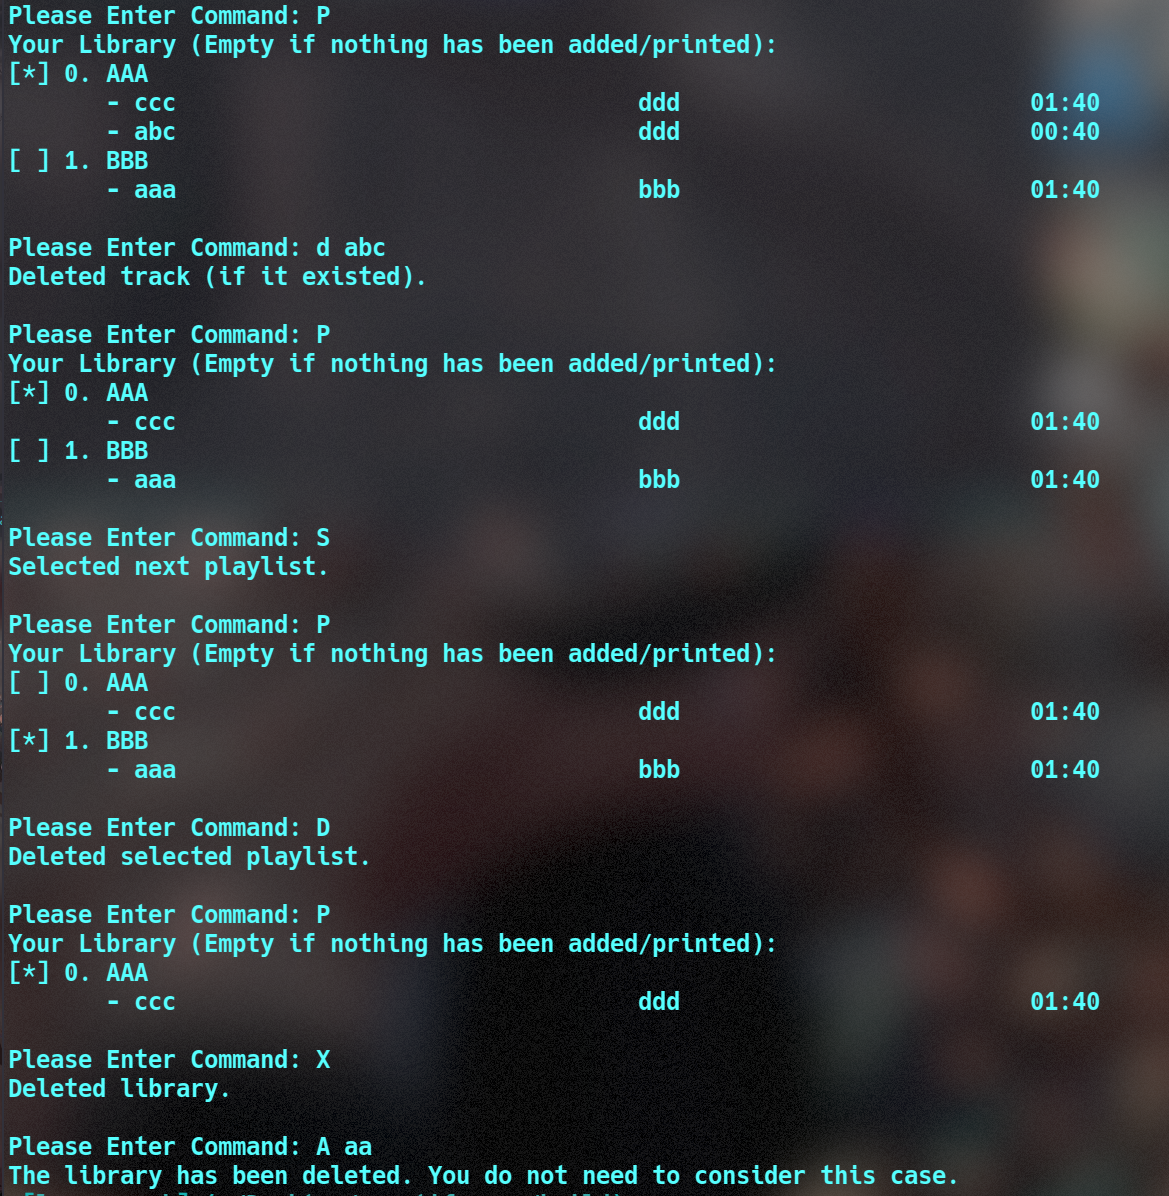 Please Enter Command: P
Your Library (Empty if nothing has been added/printed):
[*] 0. AAA
- ccc ddd 01:40
- abc ddd 00:40
[ ] 1. BBB
- aaa bbb 01:40
Please Enter Command: d abc
Deleted track (if it existed).
Please Enter Command: P
Your Library (Empty if nothing has been added/printed):
[*] 0. AAA
- ccc ddd 01:40
[ ] 1. BBB
- aaa bbb 01:40
Please Enter Command: S
Selected next playlist.
Please Enter Command: P
Your Library (Empty if nothing has been added/printed):
[ ] 0. AAA
- ccc ddd 01:40
[*] 1. BBB
- aaa bbb 01:40
Please Enter Command: D
Deleted selected playlist.
Please Enter Command: P
Your Library (Empty if nothing has been added/printed):
[*] 0. AAA
- ccc ddd 01:40
Please Enter Command: X
Deleted library.
Please Enter Command: A aa
The library has been deleted. You do not need to consider this case.